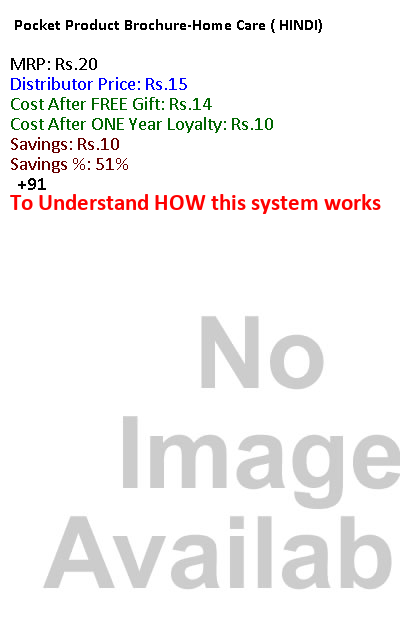 Pocket Product Brochure-Home Care ( HINDI)
MRP: Rs.20
Distributor Price: Rs.15
Cost After FREE Gift: Rs.14
Cost After ONE Year Loyalty: Rs.10
Savings: Rs.10
Savings %: 51%
+91
To Understand HOW this system works
No
Image
Availab